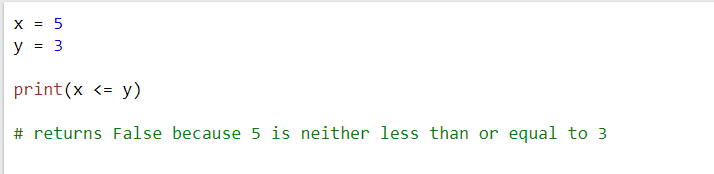 x = 5
y = 3
print(x <= y)
# returns False because 5 is neither less than or equal to 3